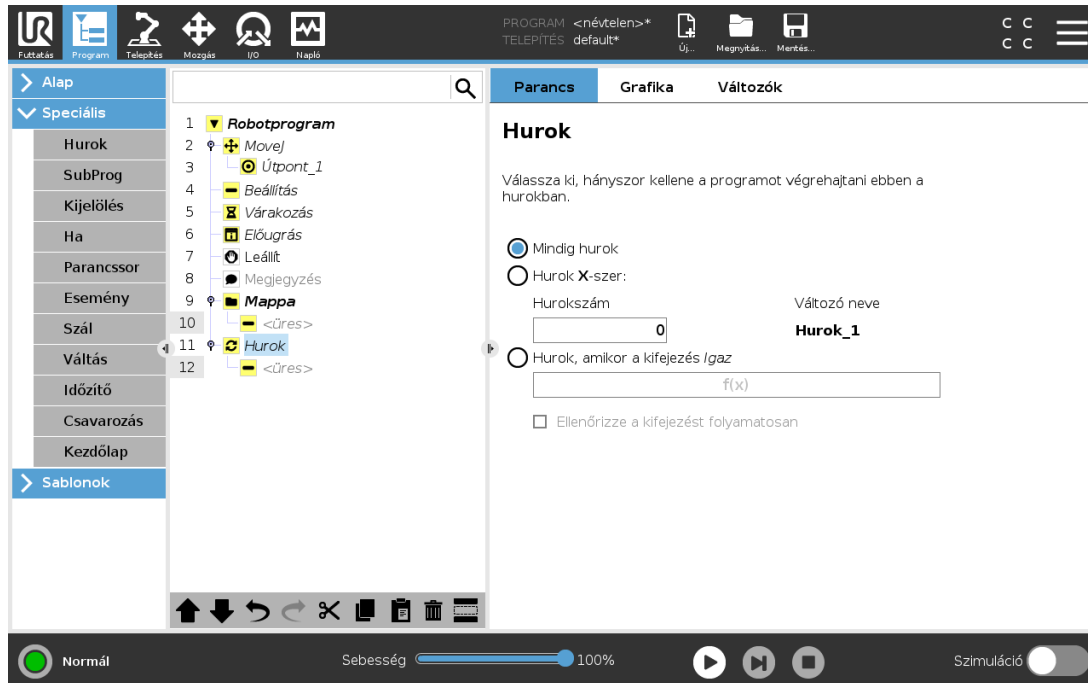 UR
Futtatás
Program
Telepítés
Mozgás
I/O
Napló
PROGRAM <névtelen>*
TELEPÍTÉS default*
Új...
Megnyitás...
Mentés...
C C
C C
Alap
Speciális
Hurok
SubProg
Kijelölés
Ha
Parancssor
Esemény
Szál
Váltás
Időzítő
Csavarozás
Kezdőlap
Sablonok
1 Robotprogram
2 MoveJ
3 Útpont_1
4 Beállítás
5 Várakozás
6 Előugrás
7 Leállít
8 Megjegyzés
9 Mappa
10 <üres>
11 Hurok
12 <üres>
Parancs Grafika Változók
Hurok
Válassza ki, hányszor kellene a programot végrehajtani ebben a
hurokban.
Mindig hurok
Hurok X-szer:
Hurokszám Változó neve
0 Hurok_1
Hurok, amikor a kifejezés Igaz
f(x)
Ellenőrizze a kifejezést folyamatosan
Normál
Sebesség 100%
Szimuláció